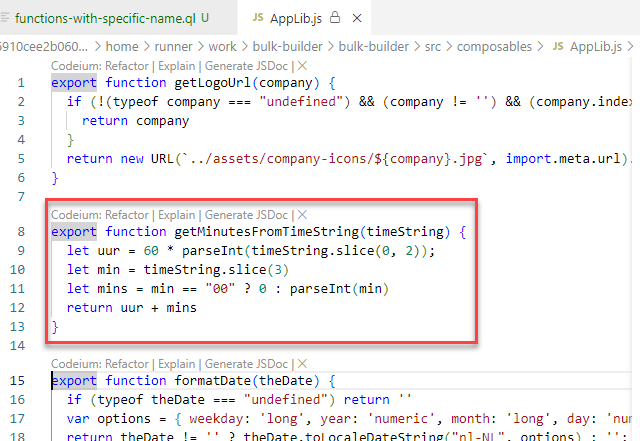 functions-with-specific-name.ql U
JS AppLib.js
5910cee2b060... > home > runner > work > bulk-builder > bulk-builder > src > composables > JS AppLib.js >
Codeium: Refactor | Explain | Generate JSDoc | ✕
1 export function getLogoUrl(company) {
2 if (!(typeof company === "undefined") && (company != '') && (company.index
3 return company
4 }
5 return new URL(`../assets/company-icons/${company}.jpg`, import.meta.url).
6 }
7
Codeium: Refactor | Explain | Generate JSDoc | ✕
8 export function getMinutesFromTimeString(timeString) {
9 let uur = 60 * parseInt(timeString.slice(0, 2));
10 let min = timeString.slice(3)
11 let mins = min == "00" ? 0 : parseInt(min)
12 return uur + mins
13 }
14
Codeium: Refactor | Explain | Generate JSDoc | ✕
15 export function formatDate(theDate) {
16 if (typeof theDate === "undefined") return ''
17 var options = { weekday: 'long', year: 'numeric', month: 'long', day: 'num
18 return theDate != '' ? theDate.toLocaleDateString("nl-NL", options) : '';